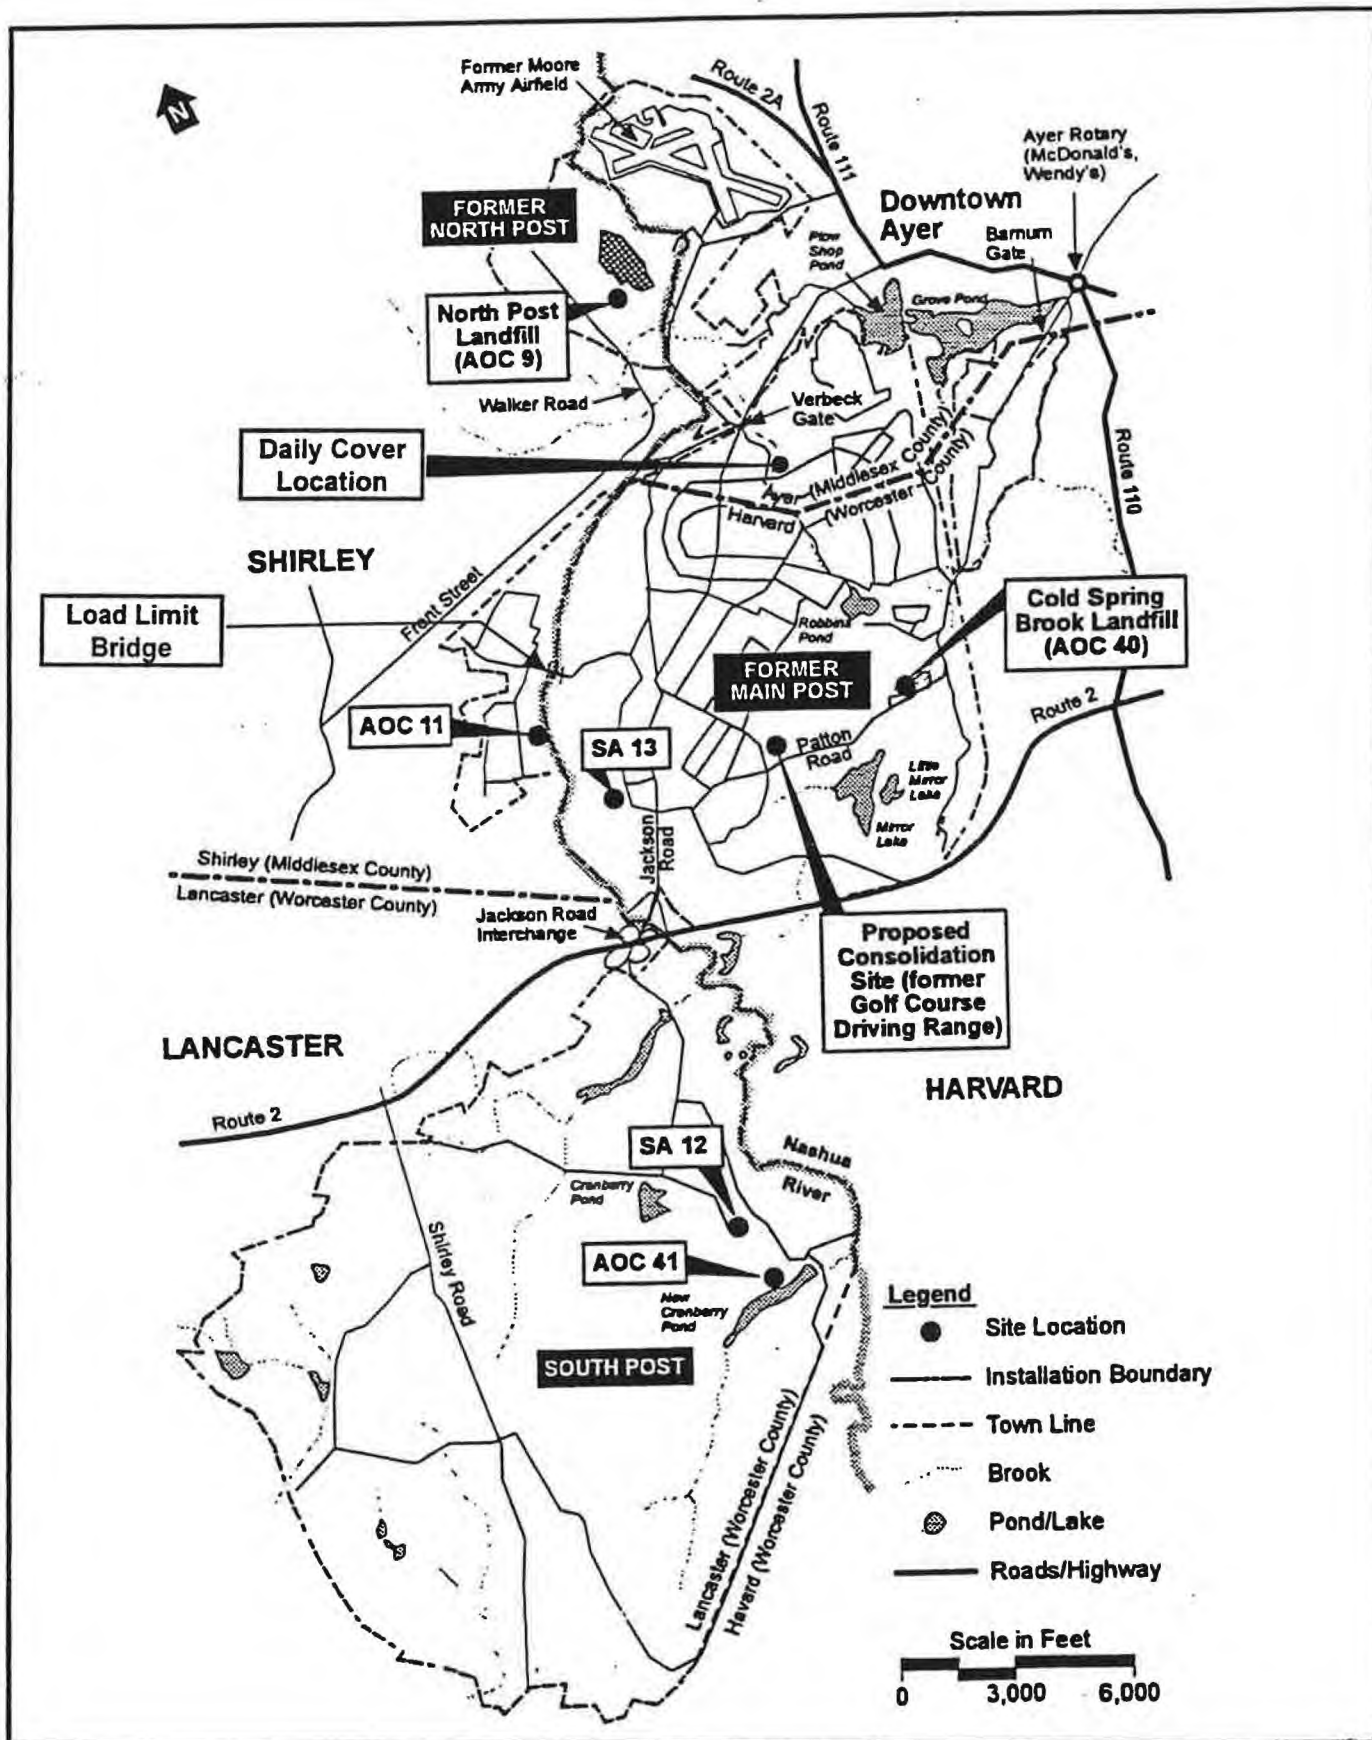 Former Moore
Army Airfield
Route 2A
Route 111
Ayer Rotary
(McDonald's,
Wendy's)
N
FORMER
NORTH POST
Downtown
Ayer
Barnum
Gate
Plow
Shop
Pond
Grove Pond
North Post
Landfill
(AOC 9)
Walker Road
Verbeck
Gate
Daily Cover
Location
Ayer (Middlesex County)
Harvard (Worcester County)
Route 110
SHIRLEY
Front Street
Load Limit
Bridge
Robbins
Pond
Cold Spring
Brook Landfill
(AOC 40)
FORMER
MAIN POST
Route 2
AOC 11
SA 13
Patton
Road
Little
Mirror
Lake
Mirror
Lake
Jackson
Road
Shirley (Middlesex County)
Lancaster (Worcester County)
Jackson Road
Interchange
Proposed
Consolidation
Site (former
Golf Course
Driving Range)
LANCASTER
HARVARD
Route 2
SA 12
Nashua
River
Cranberry
Pond
Shirley Road
AOC 41
New
Cranberry
Pond
SOUTH POST
Lancaster (Worcester County)
Havard (Worcester County)
Legend
Site Location
Installation Boundary
Town Line
Brook
Pond/Lake
Roads/Highway
Scale in Feet
0 3,000 6,000